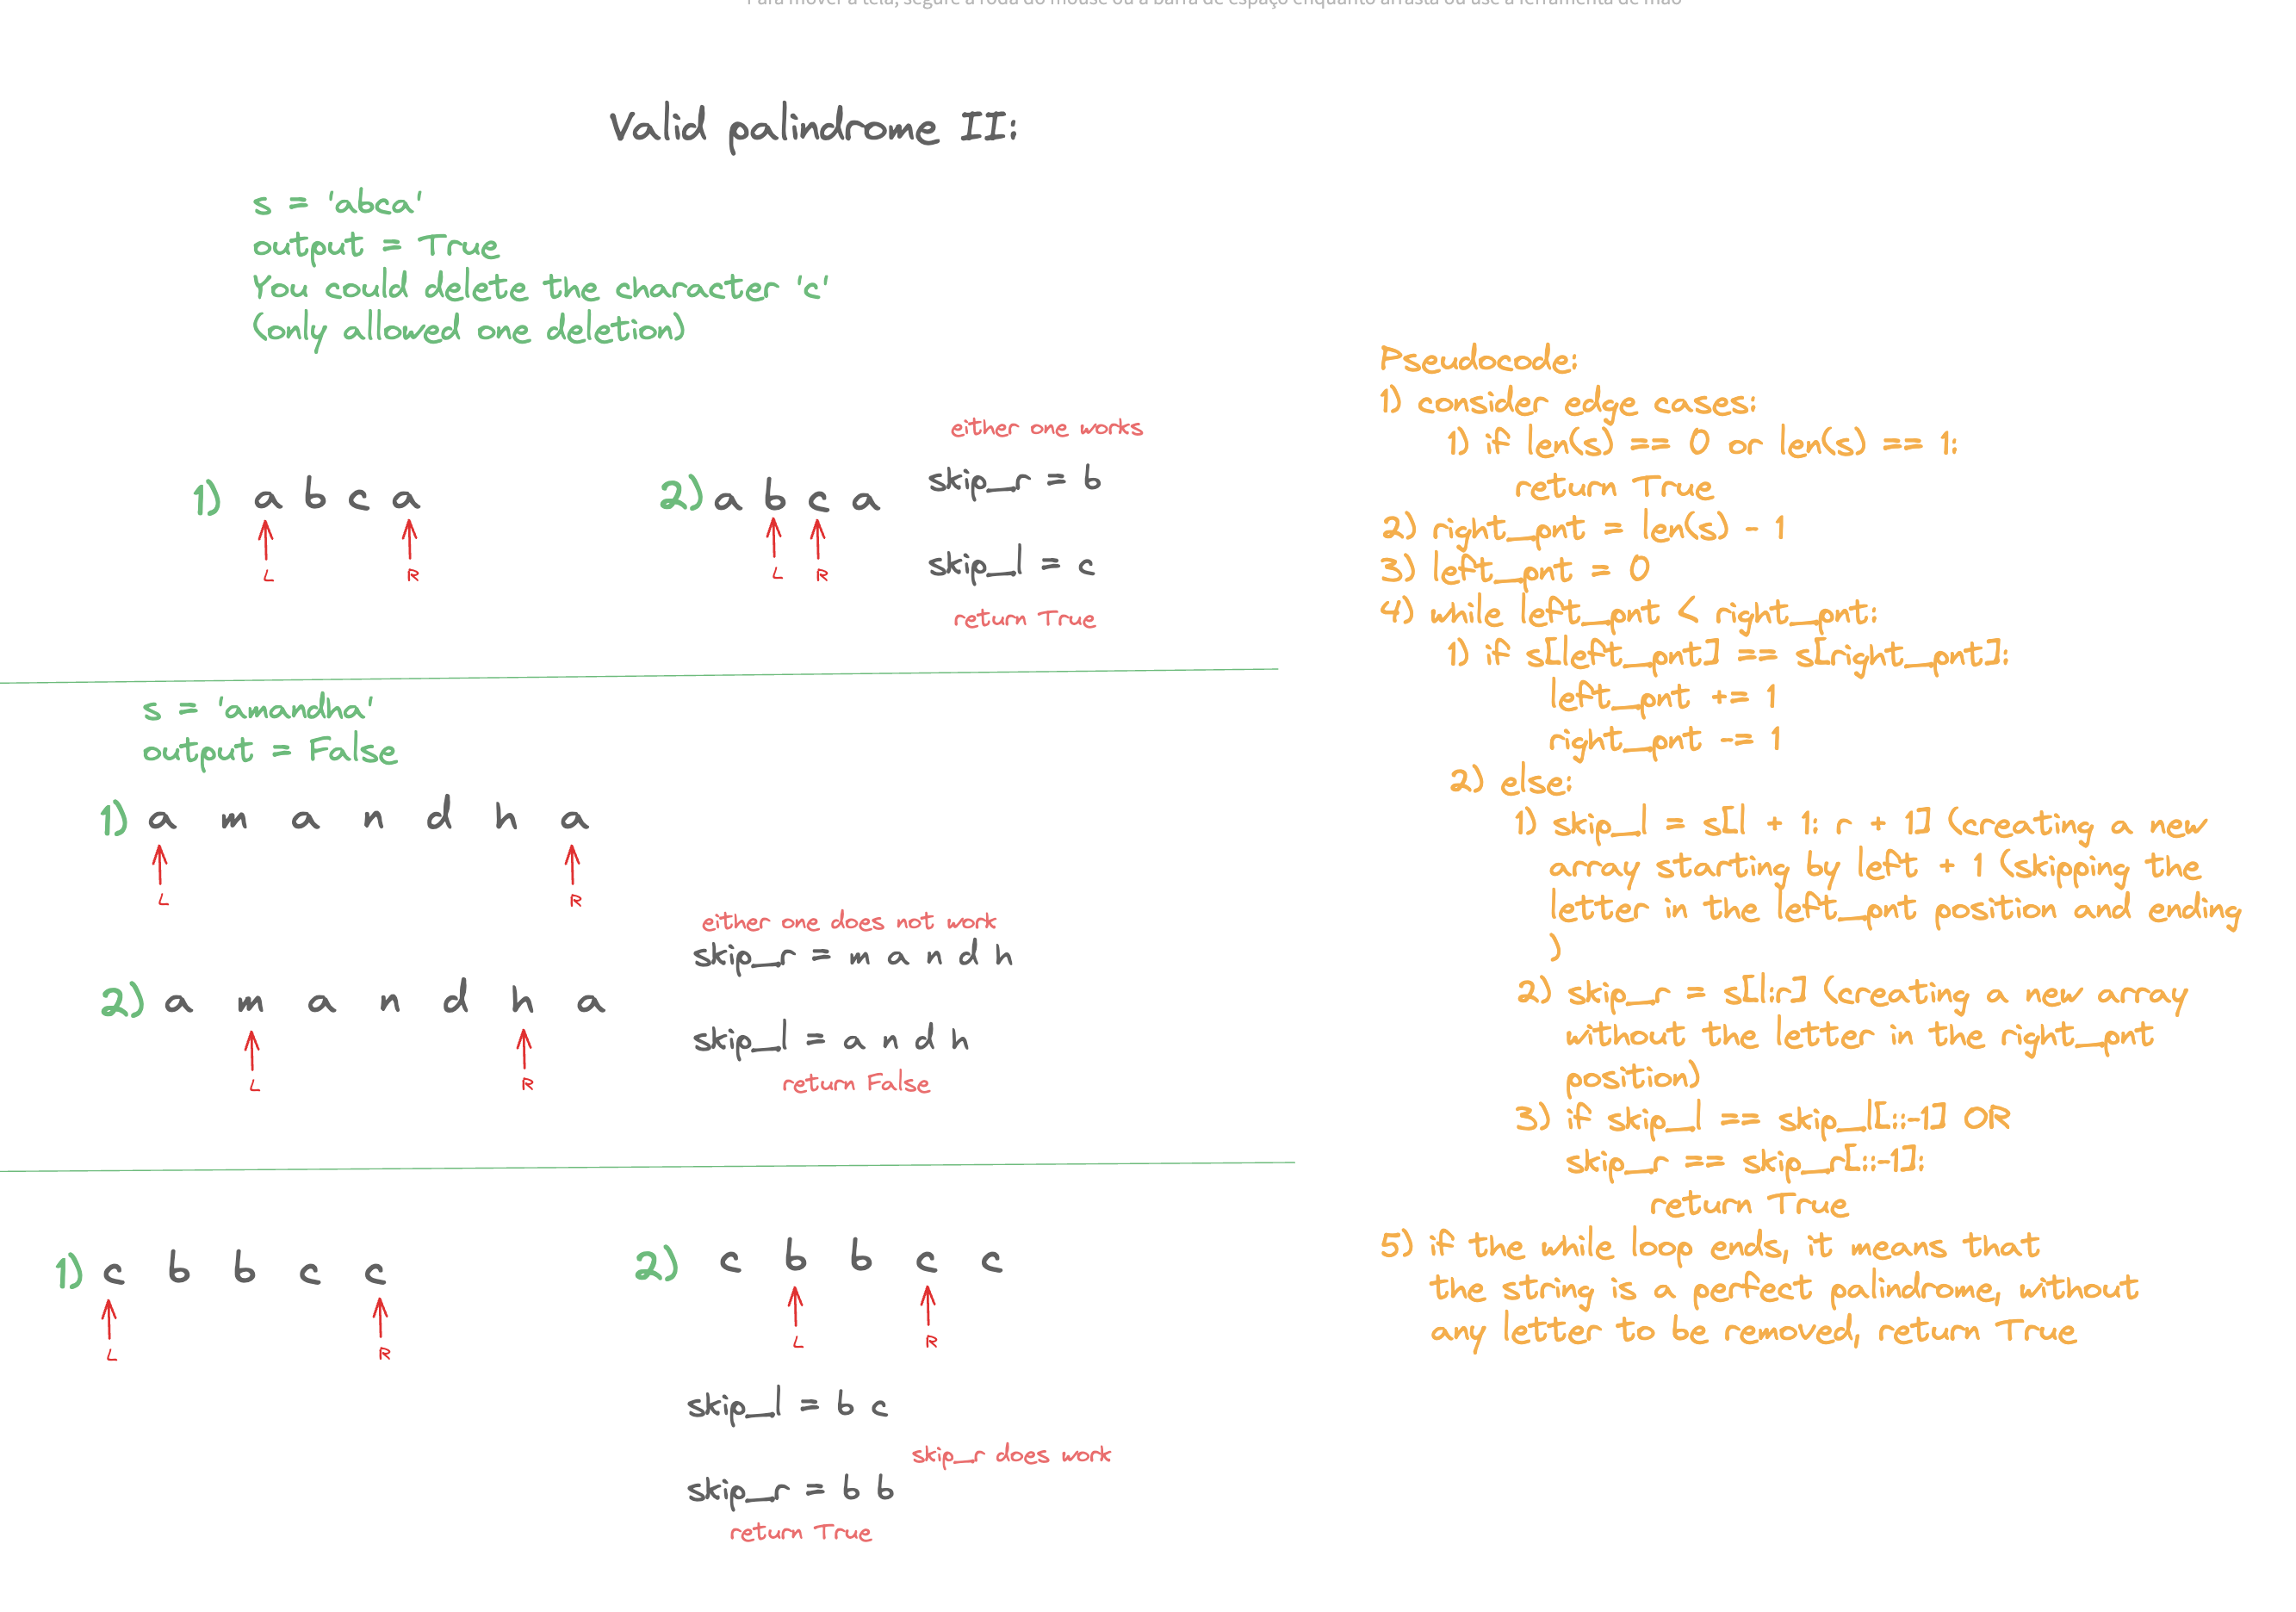 Para mover a tela, segure a roda do mouse ou a barra de espaço enquanto arrasta ou use a ferramenta de mão
Valid palindrome II:
s = 'abca'
output = True
You could delete the character 'c'
(only allowed one deletion)
1) a b c a
L R
2) a b c a
L R
either one works
skip_r = b
skip_l = c
return True
s = 'amandha'
output = False
1) a m a n d h a
L R
2) a m a n d h a
L R
either one does not work
skip_r = m a n d h
skip_l = a n d h
return False
1) c b b c c
L R
2) c b b c c
L R
skip_l = b c
skip_r does work
skip_r = b b
return True
Pseudocode:
1) consider edge cases:
1) if len(s) == 0 or len(s) == 1:
return True
2) right_pnt = len(s) - 1
3) left_pnt = 0
4) while left_pnt < right_pnt:
1) if s[left_pnt] == s[right_pnt]:
left_pnt += 1
right_pnt -= 1
2) else:
1) skip_l = s[l + 1: r + 1] (creating a new
array starting by left + 1 (skipping the
letter in the left_pnt position and ending
)
2) skip_r = s[l:r] (creating a new array
without the letter in the right_pnt
position)
3) if skip_l == skip_l[::-1] OR
skip_r == skip_r[::-1]:
return True
5) if the while loop ends, it means that
the string is a perfect palindrome, without
any letter to be removed, return True